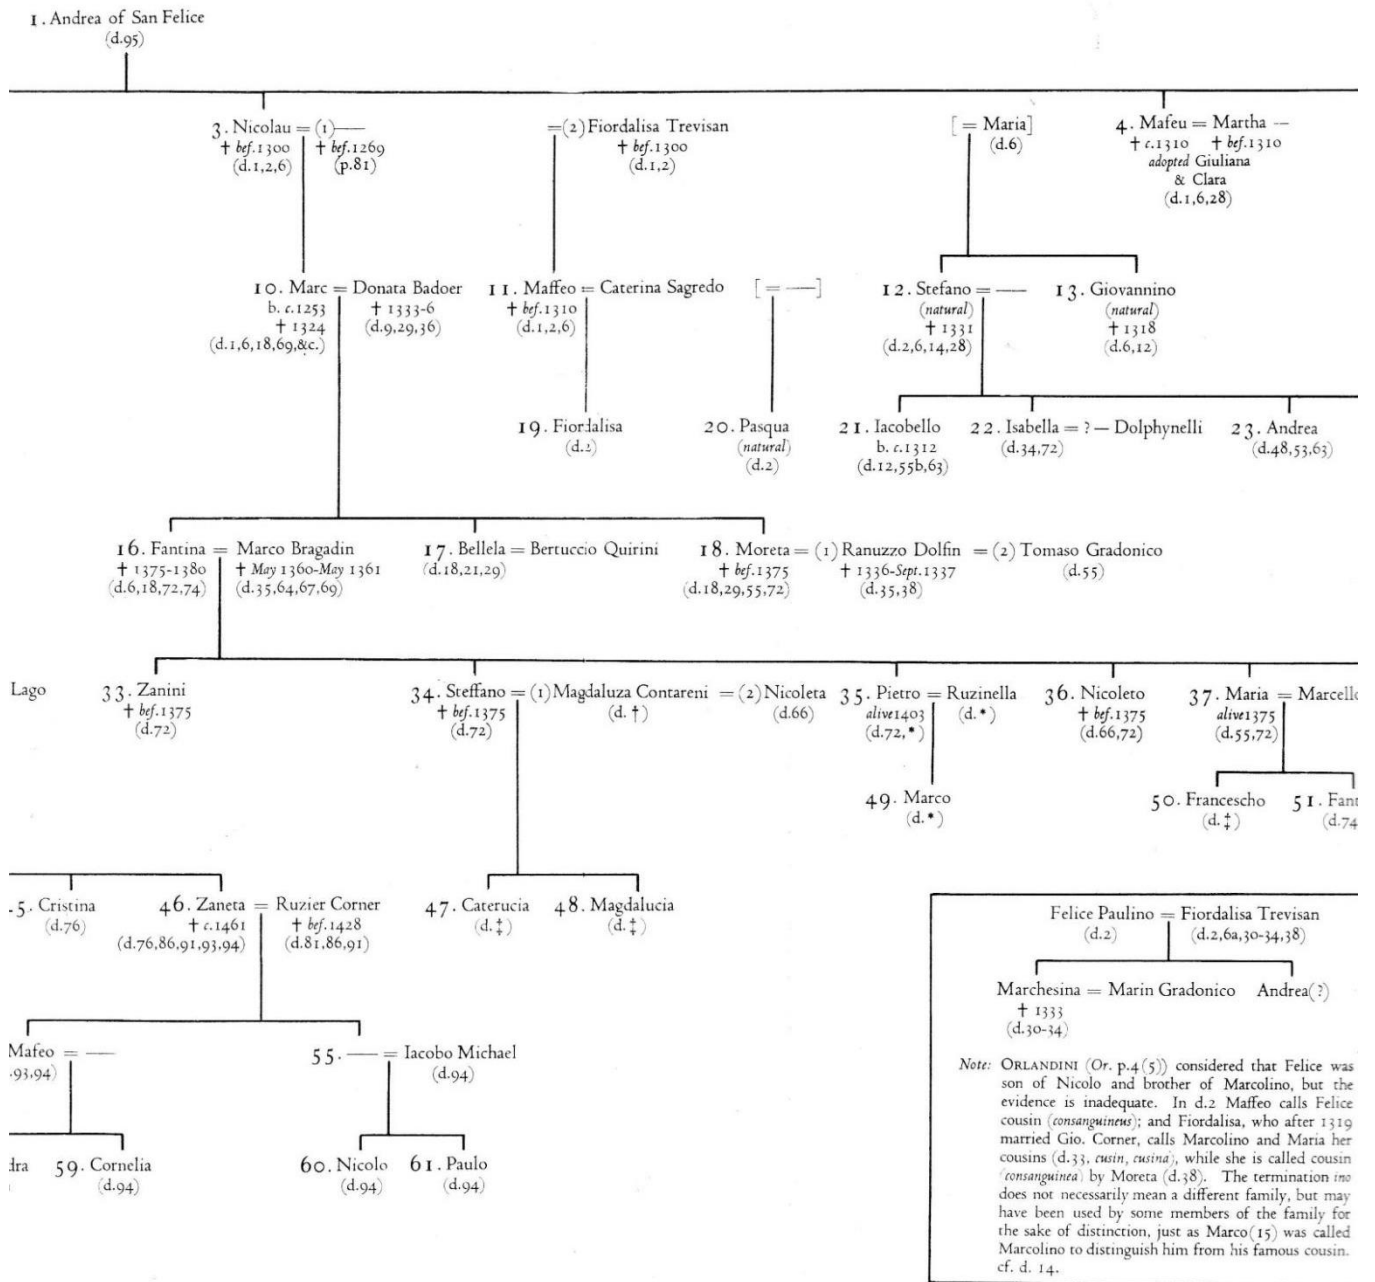 1. Andrea of San Felice
(d.95)
3. Nicolau = (1)——
† bef.1300
(d.1,2,6)
† bef.1269
(p.81)
=(2) Fiordalisa Trevisan
† bef.1300
(d.1,2)
[ = Maria]
(d.6)
4. Mafeu = Martha —
† c.1310 † bef.1310
adopted Giuliana
& Clara
(d.1,6,28)
10. Marc = Donata Badoer
b. c.1253
† 1324
(d.1,6,18,69,&c.)
† 1333-6
(d.9,29,36)
11. Maffeo = Caterina Sagredo
† bef.1310
(d.1,2,6)
[ = ——]
12. Stefano = ——
(natural)
† 1331
(d.2,6,14,28)
13. Giovannino
(natural)
† 1318
(d.6,12)
19. Fiordalisa
(d.2)
20. Pasqua
(natural)
(d.2)
21. Iacobello
b. c.1312
(d.12,55b,63)
22. Isabella = ? — Dolphynelli
(d.34,72)
23. Andrea
(d.48,53,63)
16. Fantina = Marco Bragadin
† 1375-1380
(d.6,18,72,74)
† May 1360-May 1361
(d.35,64,67,69)
17. Bellela = Bertuccio Quirini
(d.18,21,29)
18. Moreta = (1) Ranuzzo Dolfin = (2) Tomaso Gradonico
† bef.1375
(d.18,29,55,72)
† 1336-Sept.1337
(d.35,38)
(d.55)
Lago
33. Zanini
† bef.1375
(d.72)
34. Steffano = (1) Magdaluza Contareni = (2) Nicoleta
† bef.1375
(d.72)
(d. †)
(d.66)
35. Pietro = Ruzinella
alive 1403
(d.72,*)
(d.*)
36. Nicoleto
† bef.1375
(d.66,72)
37. Maria = Marcello
alive 1375
(d.55,72)
49. Marco
(d.*)
50. Francescho
(d.‡)
51. Fant
(d.74
5. Cristina
(d.76)
46. Zaneta = Ruzier Corner
† c.1461
(d.76,86,91,93,94)
† bef.1428
(d.81,86,91)
47. Caterucia
(d.‡)
48. Magdalucia
(d.‡)
Mafeo = ——
.93,94)
55. —— = Iacobo Michael
(d.94)
dra
59. Cornelia
(d.94)
60. Nicolo
(d.94)
61. Paulo
(d.94)
Felice Paulino = Fiordalisa Trevisan
(d.2) (d.2,6a,30-34,38)
Marchesina = Marin Gradonico Andrea(?)
† 1333
(d.30-34)
Note: ORLANDINI (Or. p.4(5)) considered that Felice was
son of Nicolo and brother of Marcolino, but the
evidence is inadequate. In d.2 Maffeo calls Felice
cousin (consanguineus); and Fiordalisa, who after 1319
married Gio. Corner, calls Marcolino and Maria her
cousins (d.33, cusin, cusina), while she is called cousin
(consanguinea) by Moreta (d.38). The termination ino
does not necessarily mean a different family, but may
have been used by some members of the family for
the sake of distinction, just as Marco(15) was called
Marcolino to distinguish him from his famous cousin.
cf. d. 14.